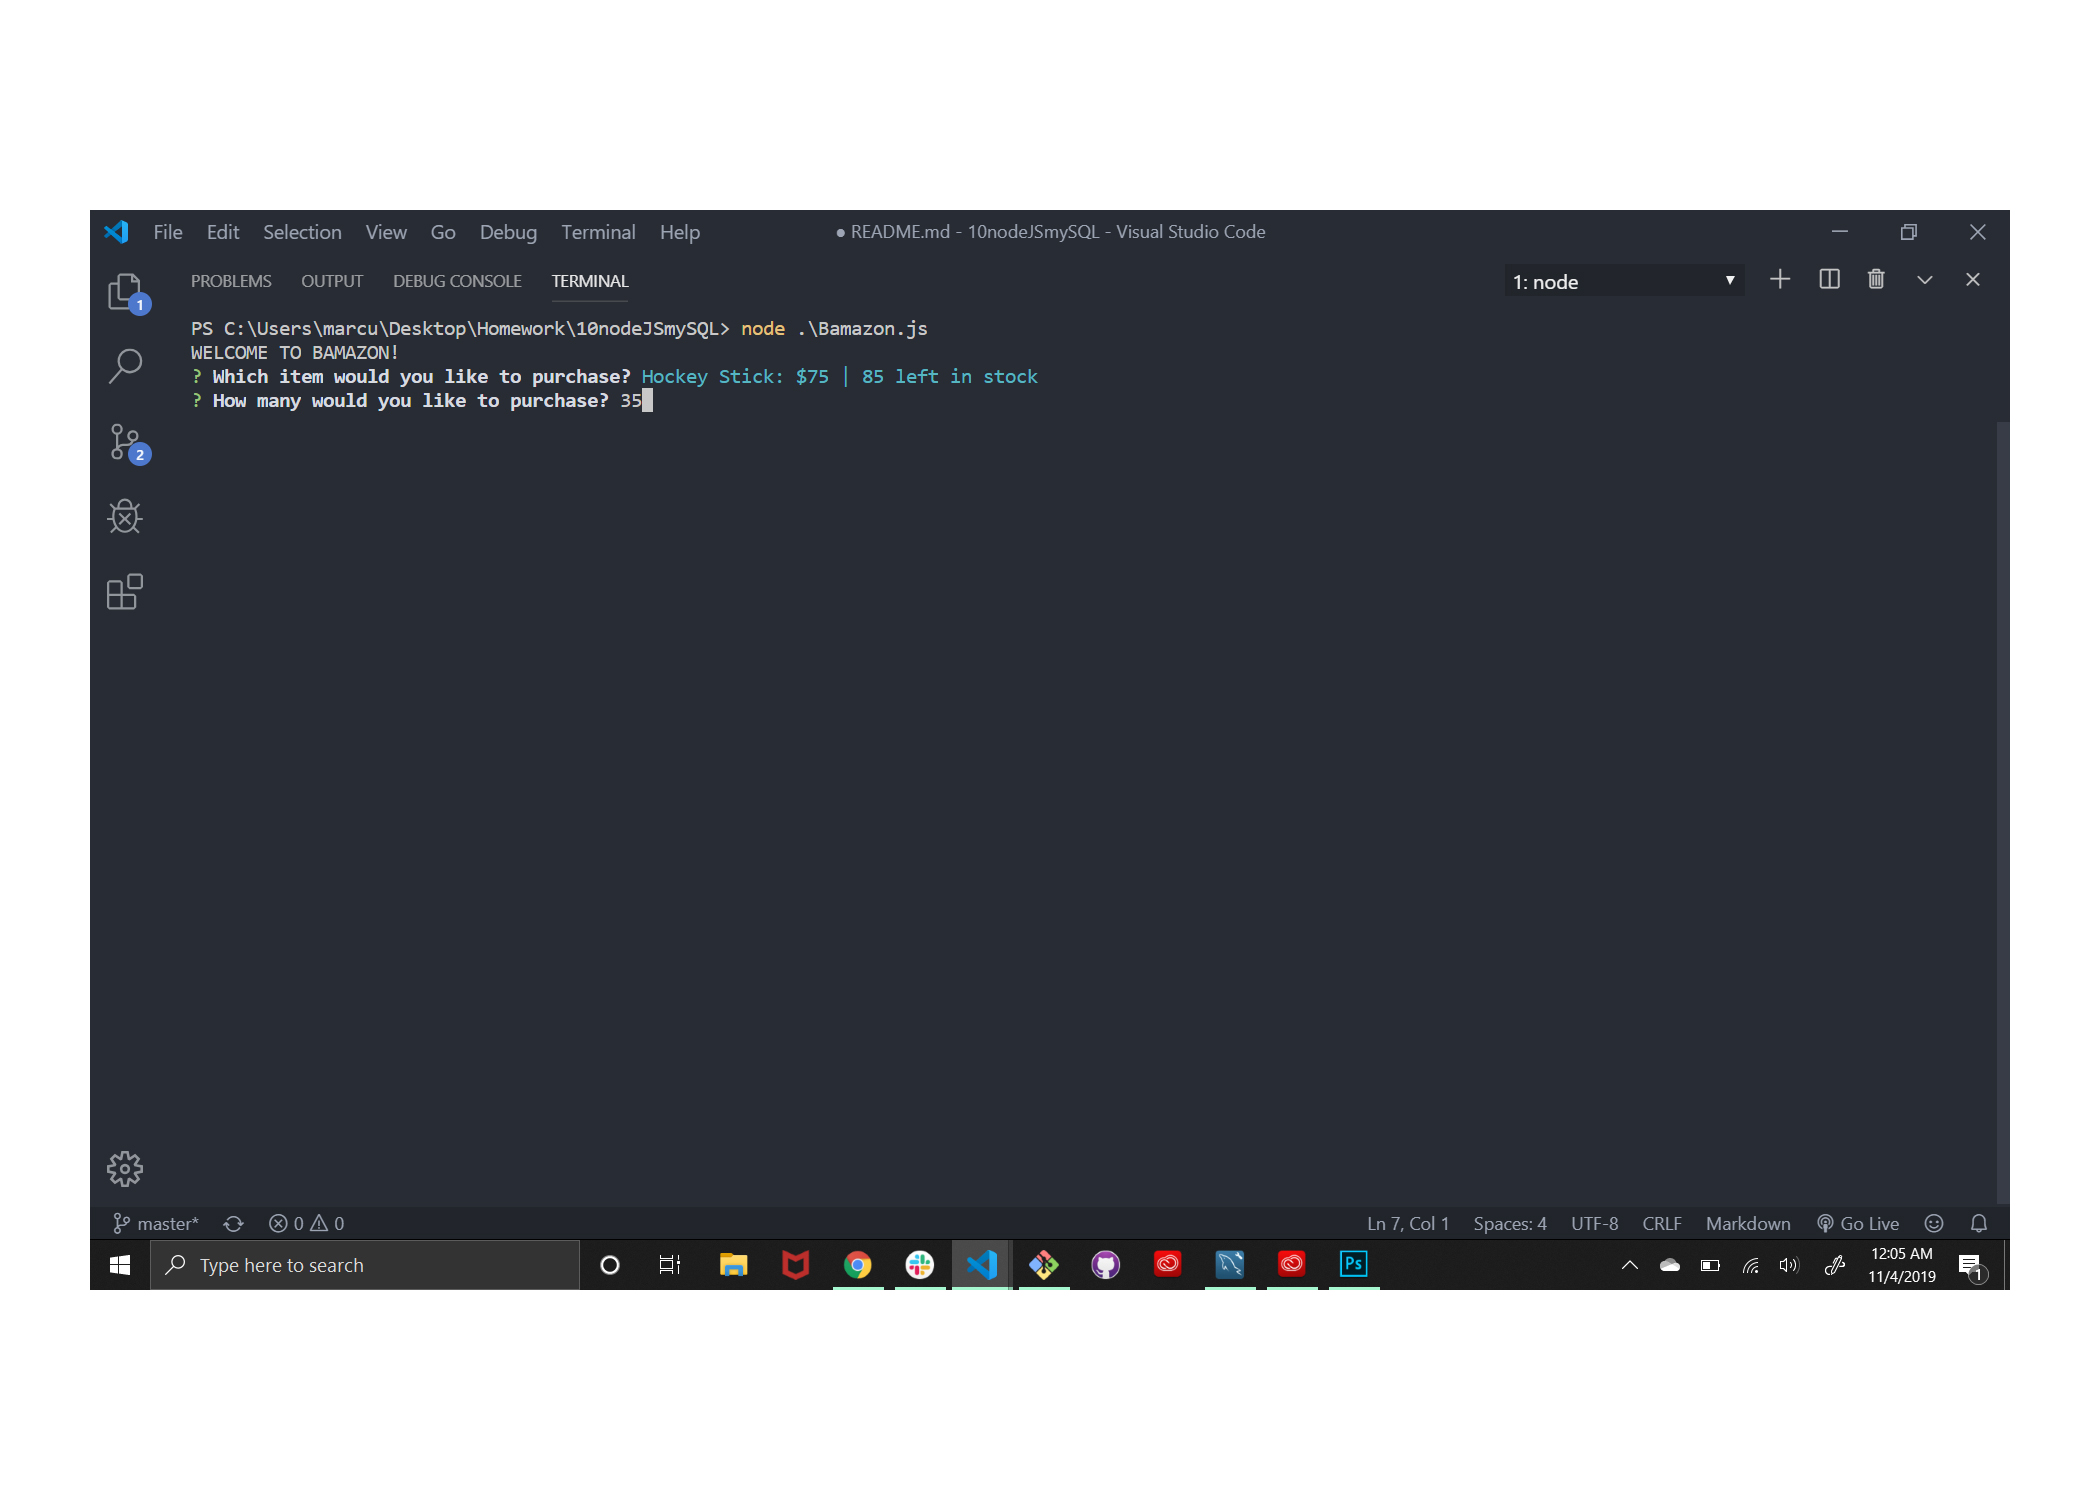 File Edit Selection View Go Debug Terminal Help ● README.md - 10nodeJSmySQL - Visual Studio Code
PROBLEMS OUTPUT DEBUG CONSOLE TERMINAL 1: node
1
PS C:\Users\marcu\Desktop\Homework\10nodeJSmySQL> node .\Bamazon.js
WELCOME TO BAMAZON!
? Which item would you like to purchase? Hockey Stick: $75 | 85 left in stock
? How many would you like to purchase? 35
2
master* 0 0 Ln 7, Col 1 Spaces: 4 UTF-8 CRLF Markdown Go Live
Type here to search Ps 12:05 AM
11/4/2019 1